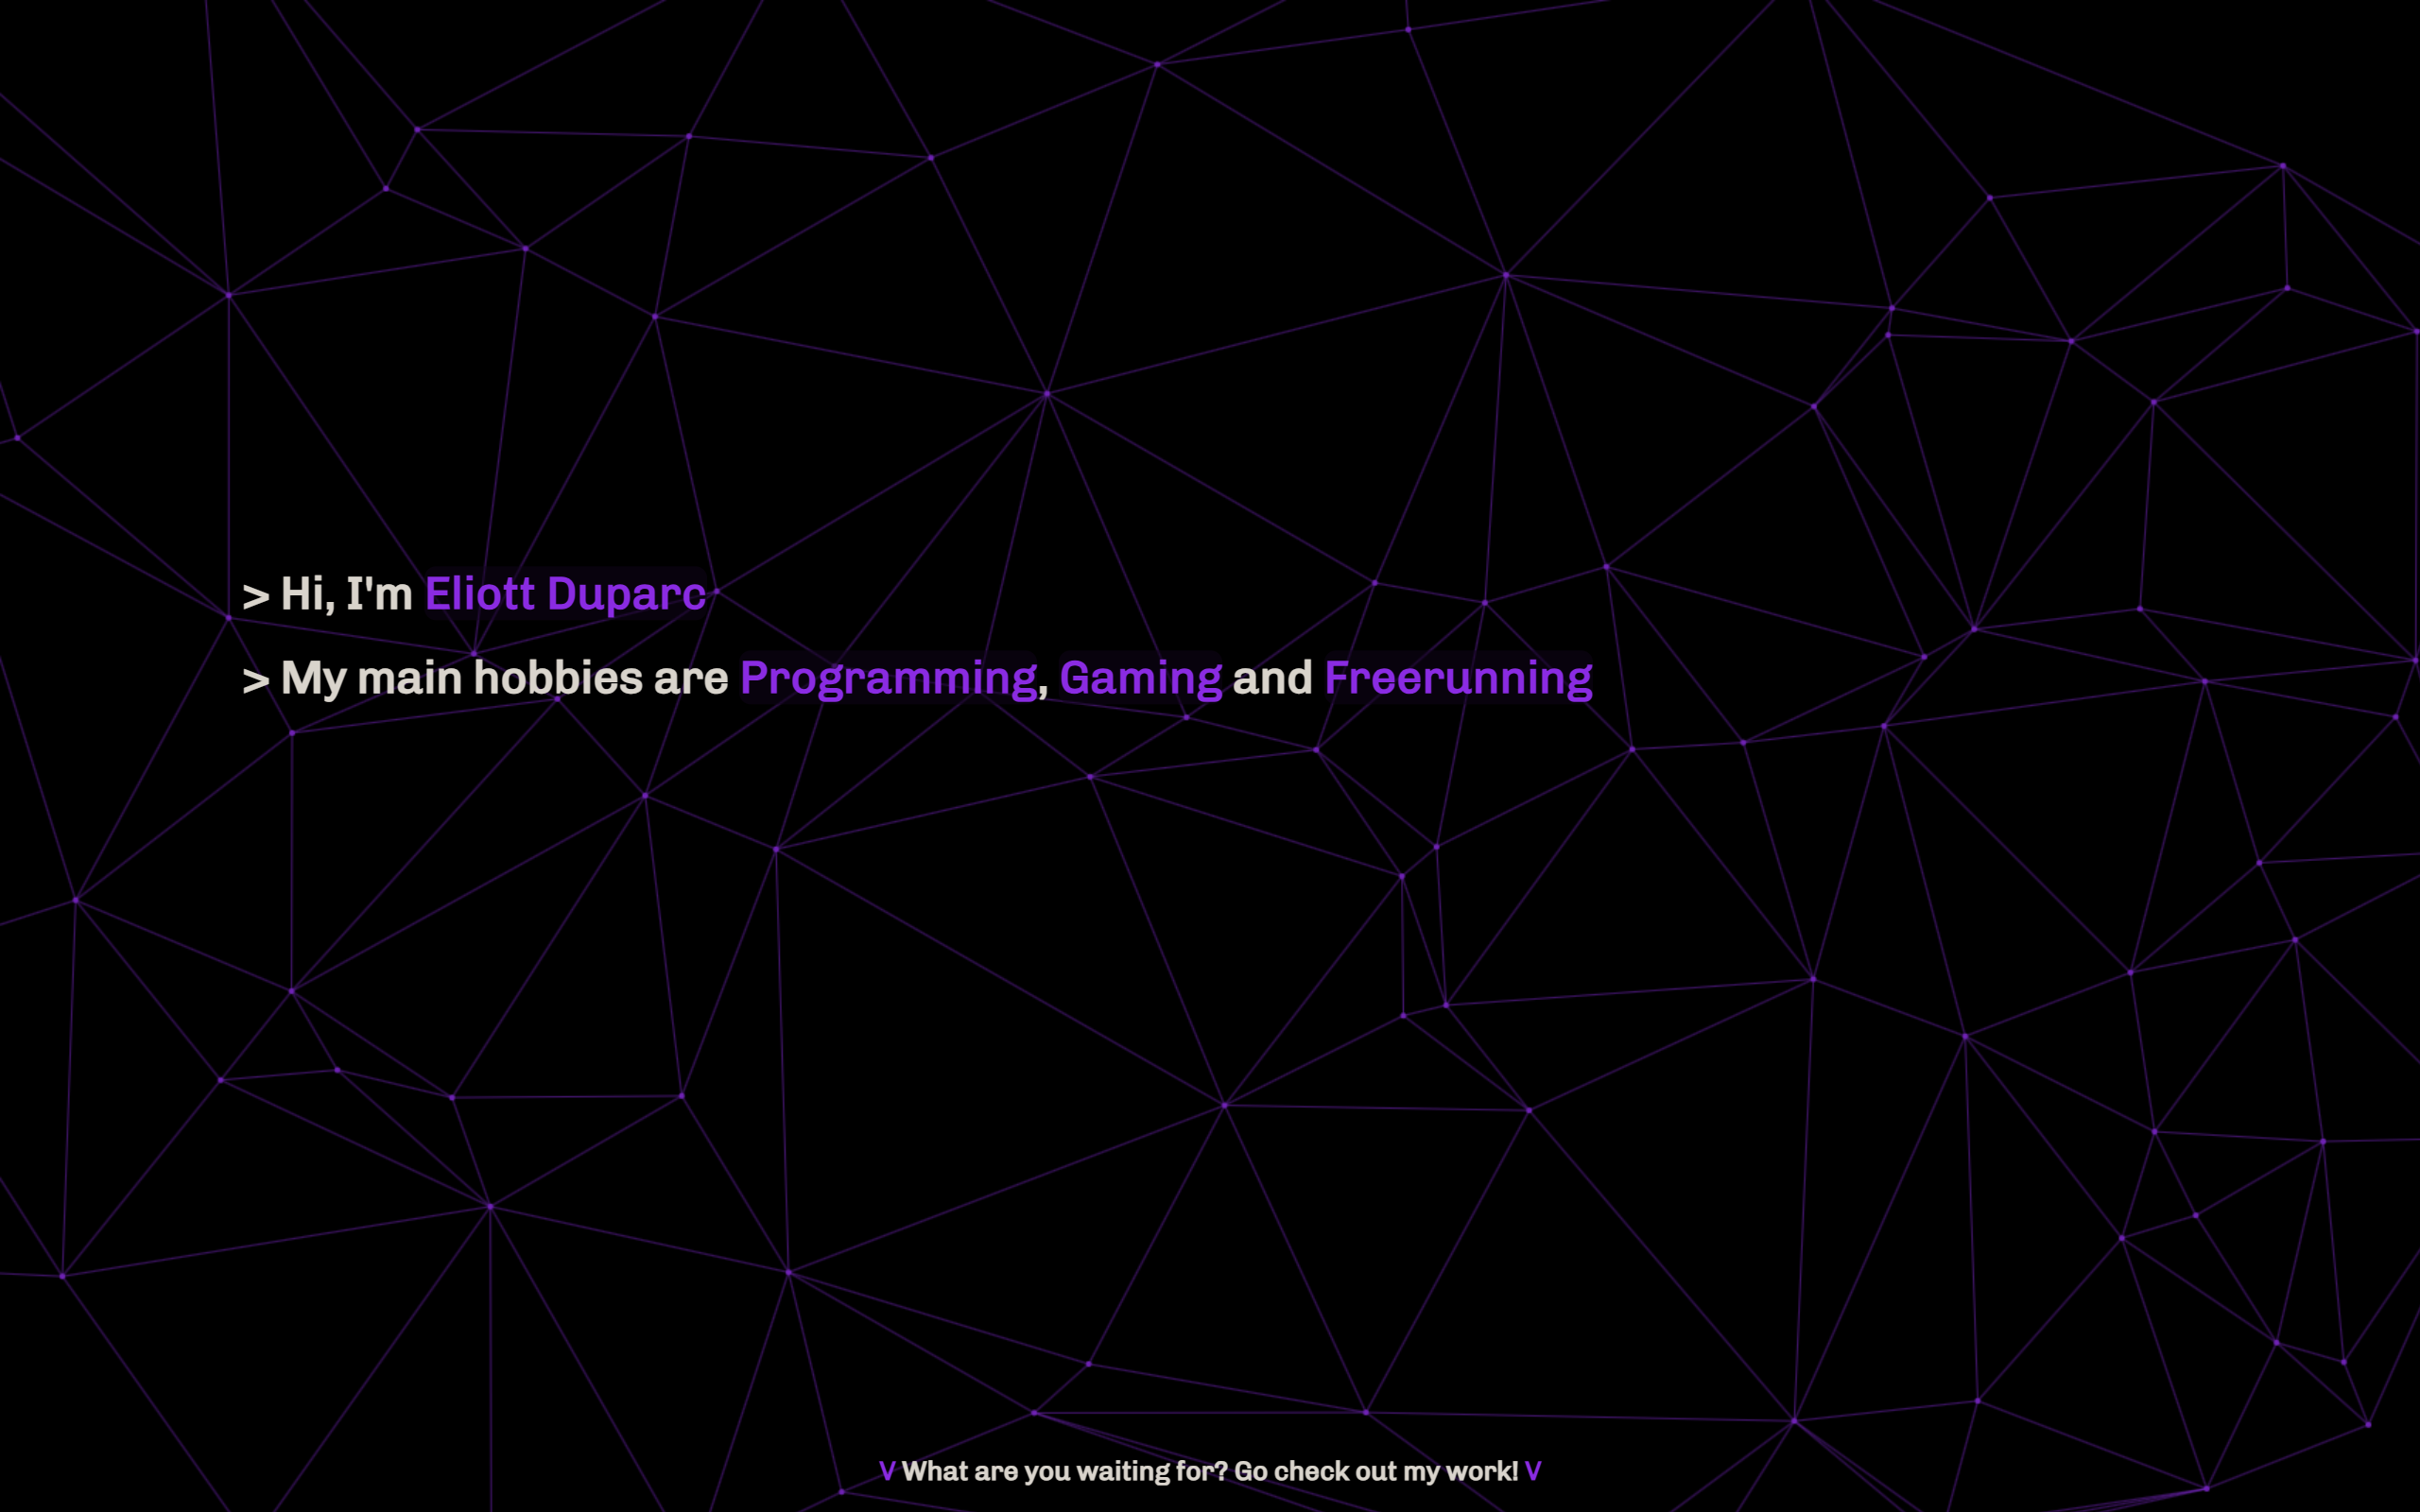 > Hi, I'm Eliott Duparc
> My main hobbies are Programming, Gaming and Freerunning
V What are you waiting for? Go check out my work! V